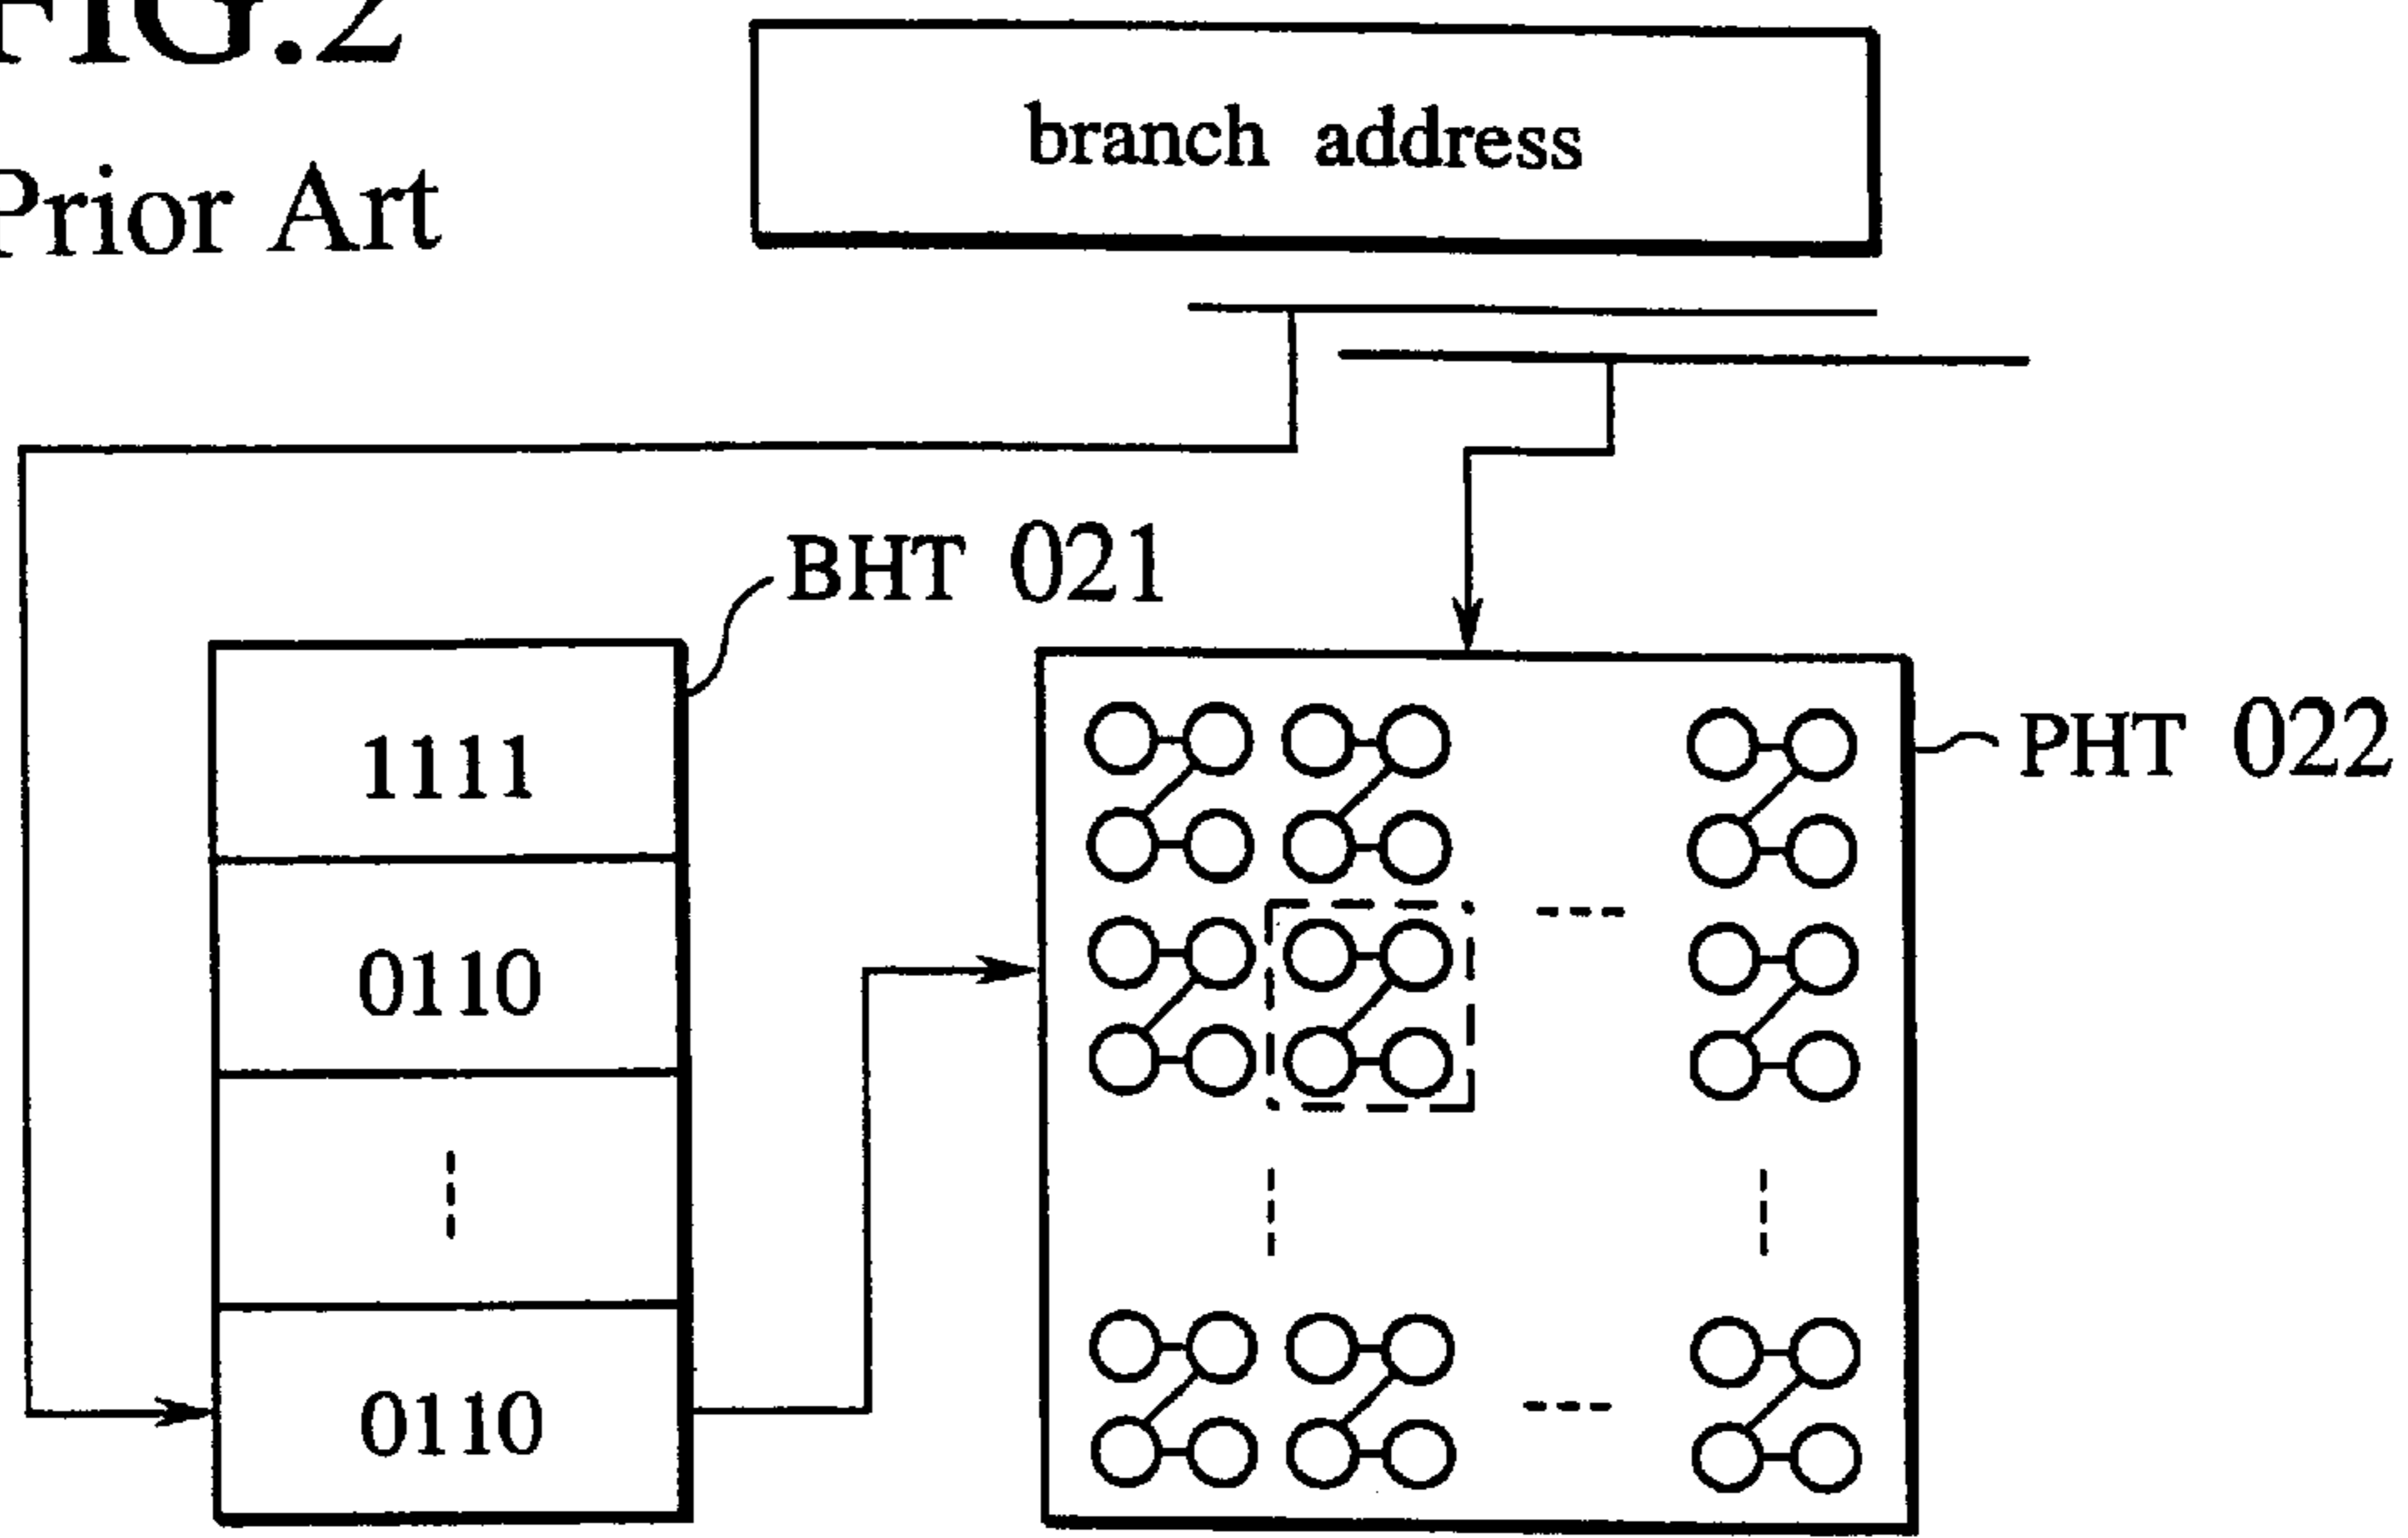 FIG.2
Prior Art
branch address
BHT 021
1111
0110
0110
PHT 022